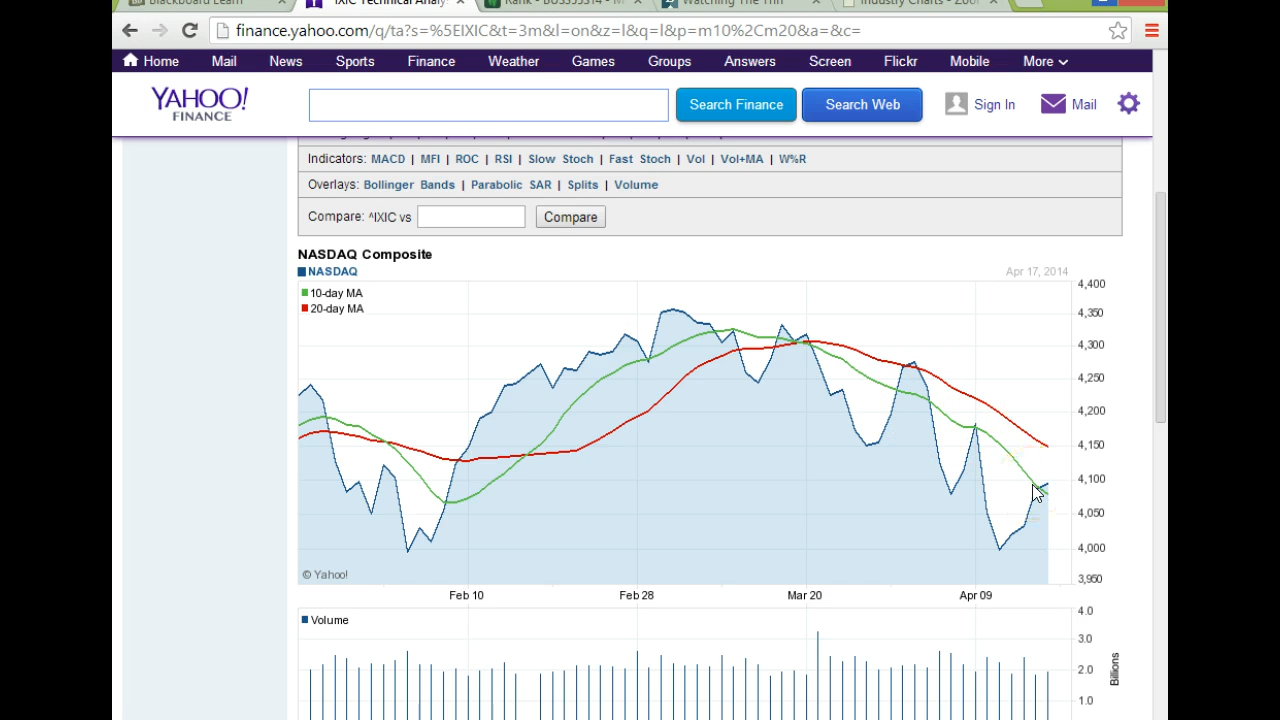 Blackboard Learn
^IXIC Technical Analy
Rank - BUS355514 - M
Watching The Thin
Industry Charts - Zool
finance.yahoo.com/q/ta?s=%5EIXIC&t=3m&l=on&z=l&q=l&p=m10%2Cm20&a=&c=
Home Mail News Sports Finance Weather Games Groups Answers Screen Flickr Mobile More
YAHOO!
FINANCE
Search Finance
Search Web
Sign In
Mail
Indicators: MACD | MFI | ROC | RSI | Slow Stoch | Fast Stoch | Vol | Vol+MA | W%R
Overlays: Bollinger Bands | Parabolic SAR | Splits | Volume
Compare: ^IXIC vs
Compare
NASDAQ Composite
NASDAQ
Apr 17, 2014
10-day MA
20-day MA
4,400
4,350
4,300
4,250
4,200
4,150
4,100
4,050
4,000
3,950
© Yahoo!
Feb 10
Feb 28
Mar 20
Apr 09
Volume
4.0
3.0
2.0
1.0
Billions